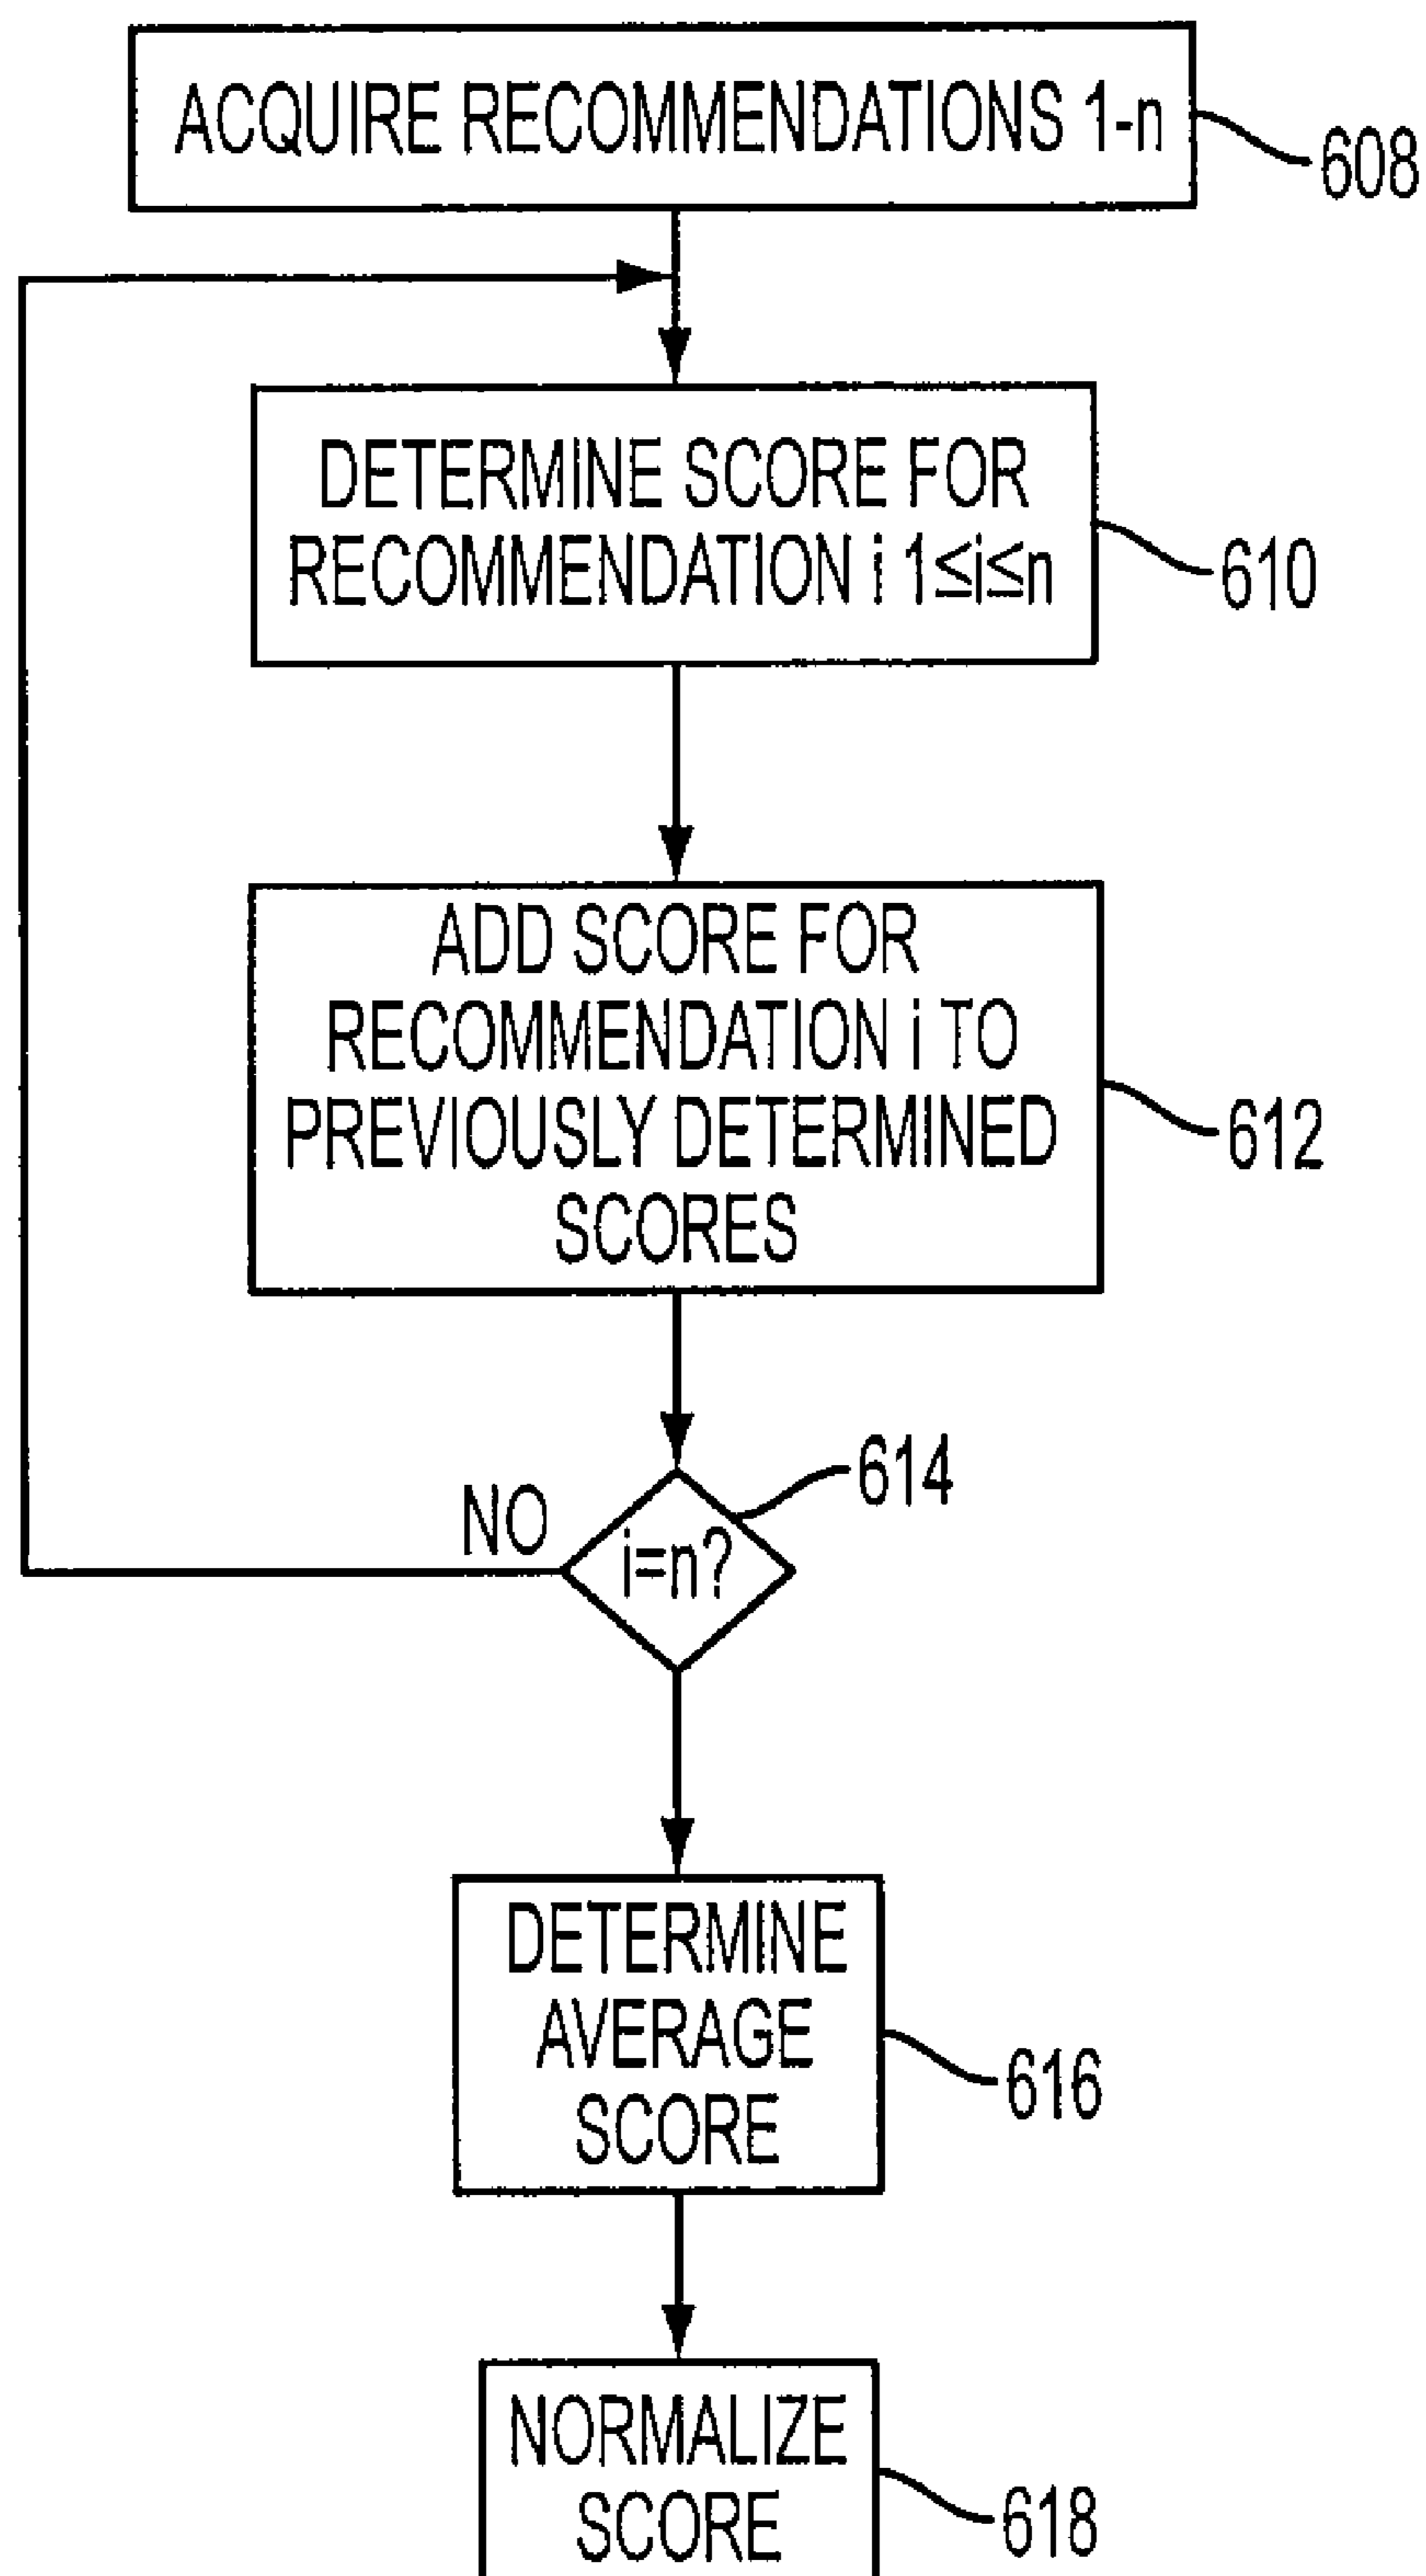 ACQUIRE RECOMMENDATIONS 1-n
608
DETERMINE SCORE FOR
RECOMMENDATION i 1≤i≤n
610
ADD SCORE FOR
RECOMMENDATION i TO
PREVIOUSLY DETERMINED
SCORES
612
614
NO
i=n?
DETERMINE
AVERAGE
SCORE
616
NORMALIZE
SCORE
618